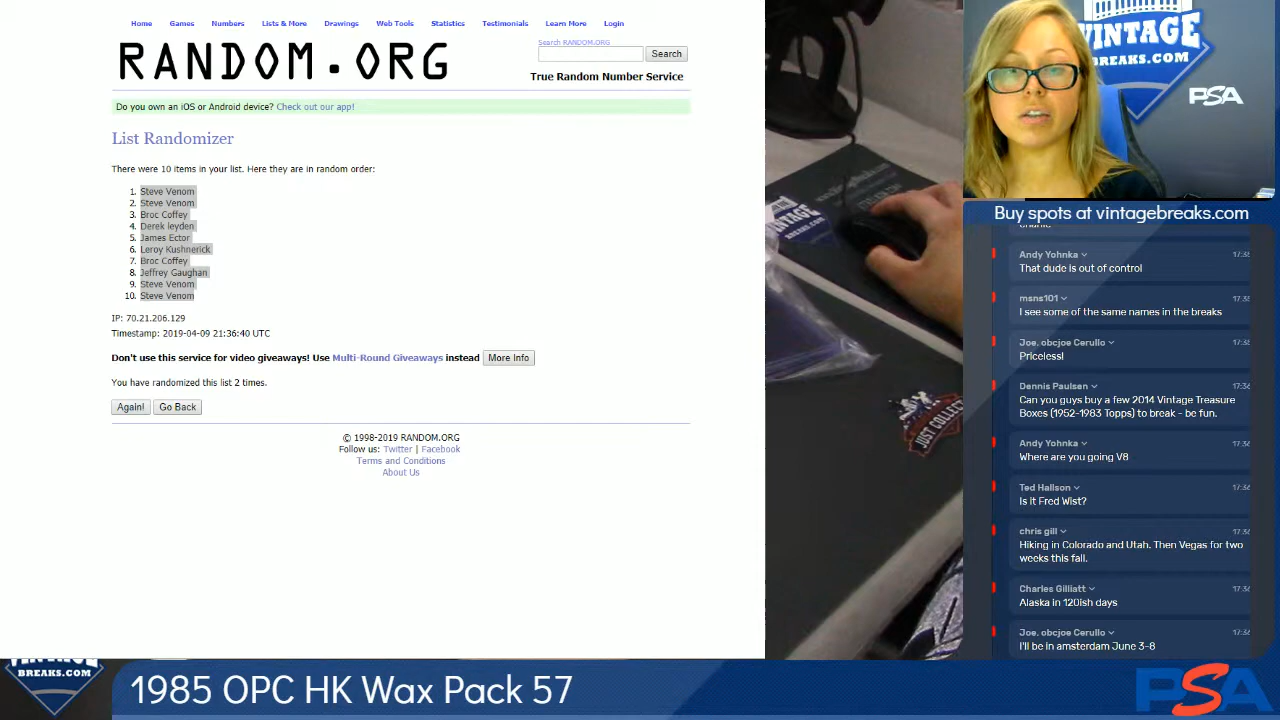 Home Games Numbers Lists & More Drawings Web Tools Statistics Testimonials Learn More Login
RANDOM.ORG
Search RANDOM.ORG
Search
True Random Number Service
Do you own an iOS or Android device? Check out our app!
List Randomizer
There were 10 items in your list. Here they are in random order:
1. Steve Venom
2. Steve Venom
3. Broc Coffey
4. Derek leyden
5. James Ector
6. Leroy Kushnerick
7. Broc Coffey
8. Jeffrey Gaughan
9. Steve Venom
10. Steve Venom
IP: 70.21.206.129
Timestamp: 2019-04-09 21:36:40 UTC
Don't use this service for video giveaways! Use Multi-Round Giveaways instead More Info
You have randomized this list 2 times.
Again! Go Back
© 1998-2019 RANDOM.ORG
Follow us: Twitter | Facebook
Terms and Conditions
About Us
VINTAGE
BREAKS.COM
JUST COLLECT
VINTAGE
BREAKS.COM
PSA
Buy spots at vintagebreaks.com
Andy Yohnka
That dude is out of control
msns101
I see some of the same names in the breaks
Joe, obcjoe Cerullo
Priceless!
Dennis Paulsen
Can you guys buy a few 2014 Vintage Treasure
Boxes (1952-1983 Topps) to break - be fun.
Andy Yohnka
Where are you going V8
Ted Hallson
Is it Fred Wist?
chris gill
Hiking in Colorado and Utah. Then Vegas for two
weeks this fall.
Charles Gilliatt
Alaska in 120ish days
Joe, obcjoe Cerullo
I'll be in amsterdam June 3-8
VINTAGE
BREAKS.COM
1985 OPC HK Wax Pack 57
PSA